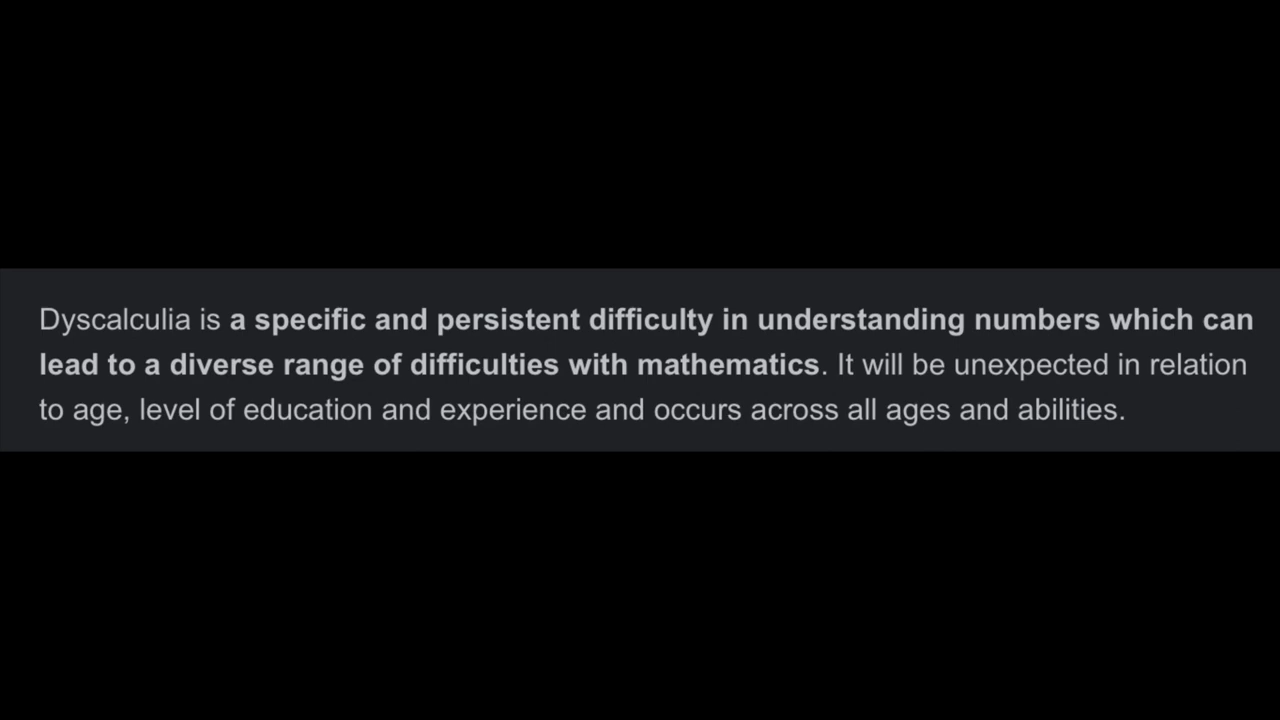 Dyscalculia is a specific and persistent difficulty in understanding numbers which can
lead to a diverse range of difficulties with mathematics. It will be unexpected in relation
to age, level of education and experience and occurs across all ages and abilities.